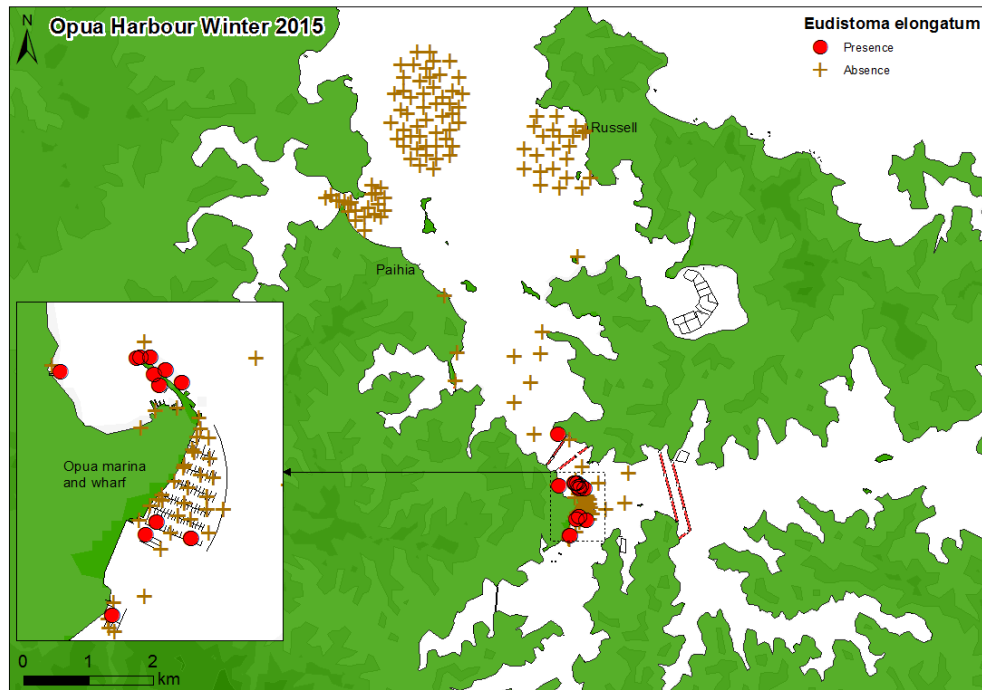 N
Opua Harbour Winter 2015
Eudistoma elongatum
Presence
Absence
Russell
Paihia
Opua marina
and wharf
0 1 2
km